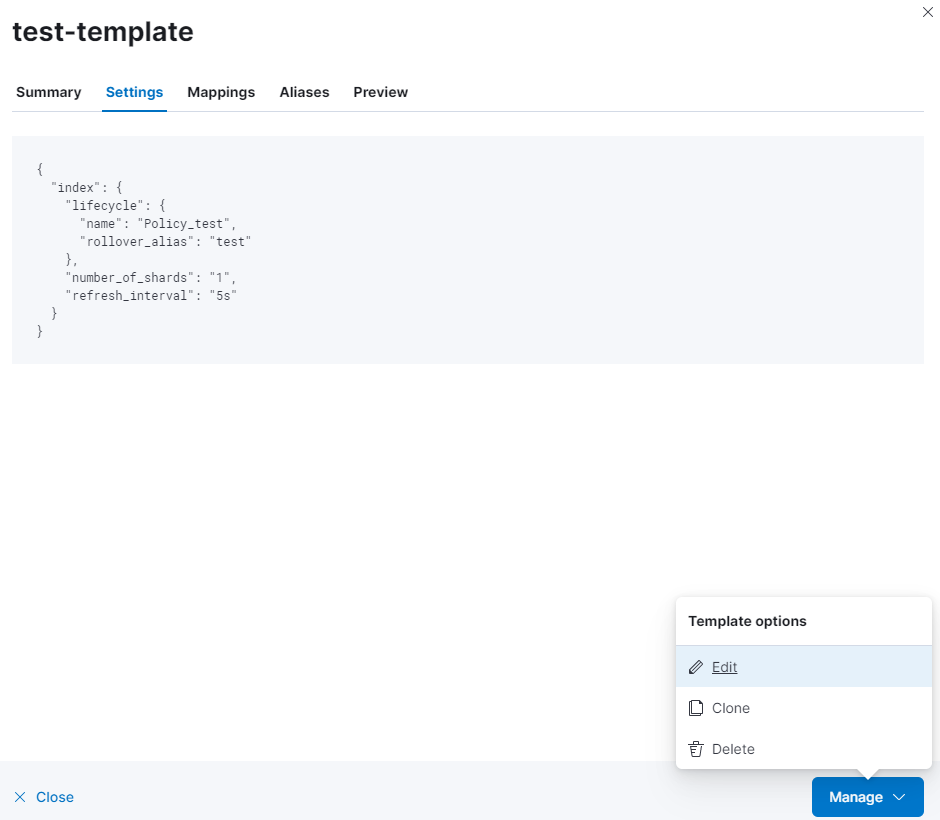 test-template
Summary Settings Mappings Aliases Preview
{
  "index": {
    "lifecycle": {
      "name": "Policy_test",
      "rollover_alias": "test"
    },
    "number_of_shards": "1",
    "refresh_interval": "5s"
  }
}
Template options
Edit
Clone
Delete
Close
Manage